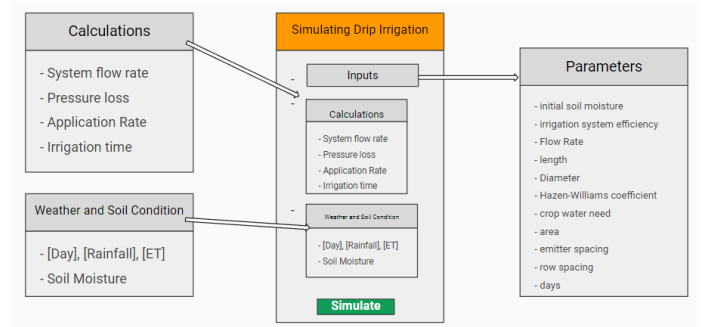 Calculations
- System flow rate
- Pressure loss
- Application Rate
- Irrigation time
Weather and Soil Condition
- [Day], [Rainfall], [ET]
- Soil Moisture
Simulating Drip Irrigation
-
Inputs
-
Calculations
- System flow rate
- Pressure loss
- Application Rate
- Irrigation time
-
Weather and Soil Condition
- [Day], [Rainfall], [ET]
- Soil Moisture
Simulate
Parameters
- initial soil moisture
- irrigation system efficiency
- Flow Rate
- length
- Diameter
- Hazen-Williams coefficient
- crop water need
- area
- emitter spacing
- row spacing
- days